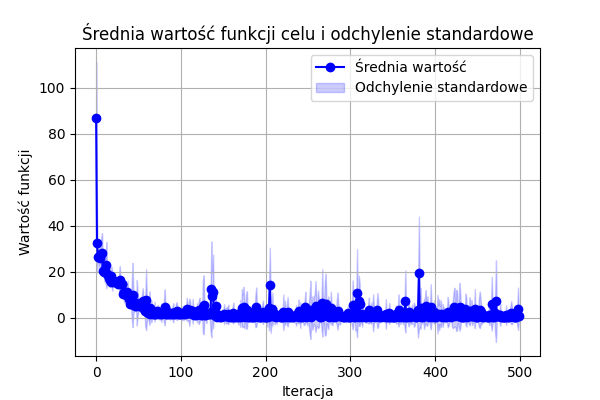 Średnia wartość funkcji celu i odchylenie standardowe
Średnia wartość
Odchylenie standardowe
Wartość funkcji
100
80
60
40
20
0
0 100 200 300 400 500
Iteracja